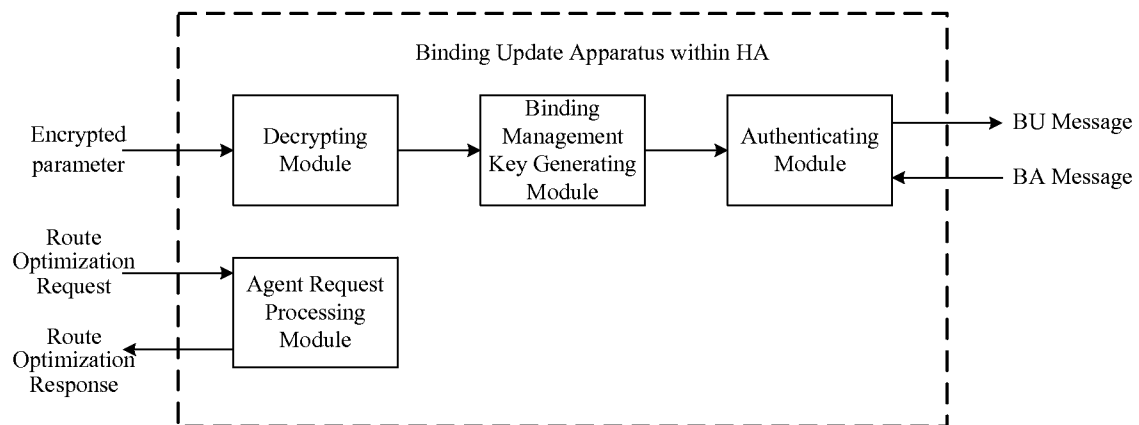 Binding Update Apparatus within HA
Encrypted
parameter
Decrypting
Module
Binding
Management
Key Generating
Module
Authenticating
Module
BU Message
BA Message
Route
Optimization
Request
Agent Request
Processing
Module
Route
Optimization
Response